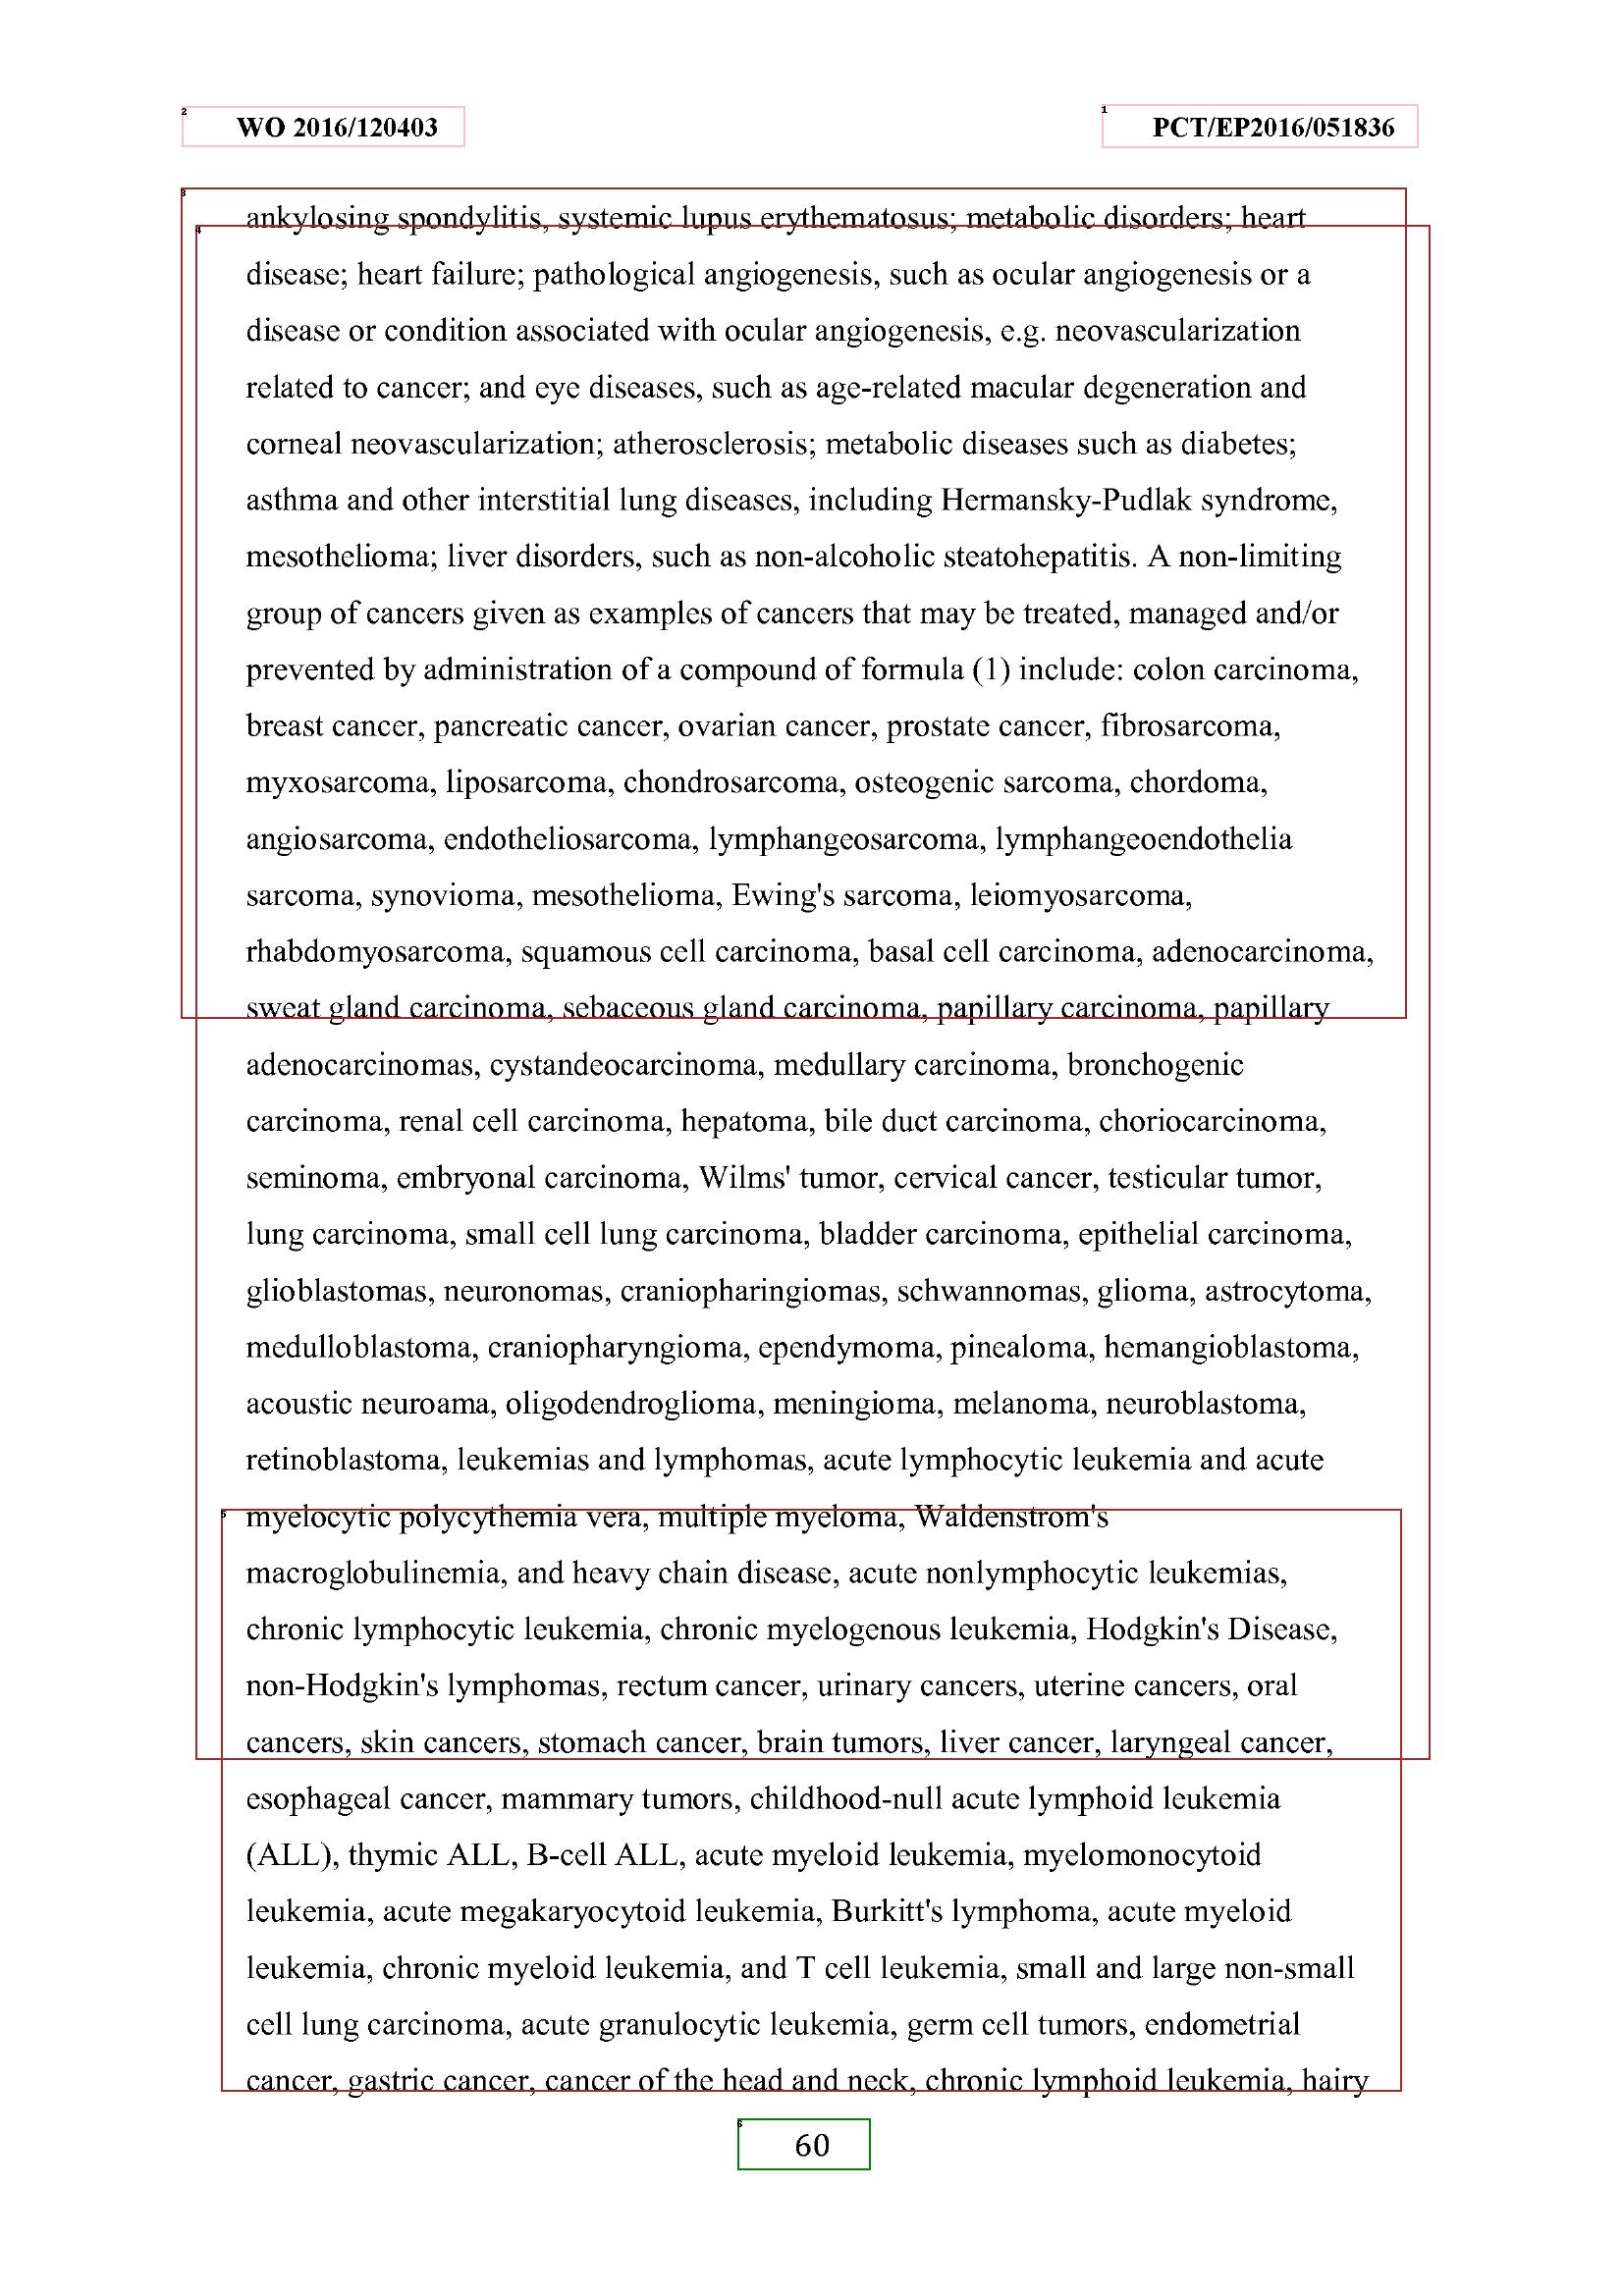 WO 2016/120403 PCT/EP2016/051836
ankylosing spondylitis, systemic lupus erythematosus; metabolic disorders; heart
disease; heart failure; pathological angiogenesis, such as ocular angiogenesis or a
disease or condition associated with ocular angiogenesis, e.g. neovascularization
related to cancer; and eye diseases, such as age-related macular degeneration and
corneal neovascularization; atherosclerosis; metabolic diseases such as diabetes;
asthma and other interstitial lung diseases, including Hermansky-Pudlak syndrome,
mesothelioma; liver disorders, such as non-alcoholic steatohepatitis. A non-limiting
group of cancers given as examples of cancers that may be treated, managed and/or
prevented by administration of a compound of formula (1) include: colon carcinoma,
breast cancer, pancreatic cancer, ovarian cancer, prostate cancer, fibrosarcoma,
myxosarcoma, liposarcoma, chondrosarcoma, osteogenic sarcoma, chordoma,
angiosarcoma, endotheliosarcoma, lymphangeosarcoma, lymphangeoendothelia
sarcoma, synovioma, mesothelioma, Ewing's sarcoma, leiomyosarcoma,
rhabdomyosarcoma, squamous cell carcinoma, basal cell carcinoma, adenocarcinoma,
sweat gland carcinoma, sebaceous gland carcinoma, papillary carcinoma, papillary
adenocarcinomas, cystandeocarcinoma, medullary carcinoma, bronchogenic
carcinoma, renal cell carcinoma, hepatoma, bile duct carcinoma, choriocarcinoma,
seminoma, embryonal carcinoma, Wilms' tumor, cervical cancer, testicular tumor,
lung carcinoma, small cell lung carcinoma, bladder carcinoma, epithelial carcinoma,
glioblastomas, neuronomas, craniopharingiomas, schwannomas, glioma, astrocytoma,
medulloblastoma, craniopharyngioma, ependymoma, pinealoma, hemangioblastoma,
acoustic neuroama, oligodendroglioma, meningioma, melanoma, neuroblastoma,
retinoblastoma, leukemias and lymphomas, acute lymphocytic leukemia and acute
myelocytic polycythemia vera, multiple myeloma, Waldenstrom's
macroglobulinemia, and heavy chain disease, acute nonlymphocytic leukemias,
chronic lymphocytic leukemia, chronic myelogenous leukemia, Hodgkin's Disease,
non-Hodgkin's lymphomas, rectum cancer, urinary cancers, uterine cancers, oral
cancers, skin cancers, stomach cancer, brain tumors, liver cancer, laryngeal cancer,
esophageal cancer, mammary tumors, childhood-null acute lymphoid leukemia
(ALL), thymic ALL, B-cell ALL, acute myeloid leukemia, myelomonocytoid
leukemia, acute megakaryocytoid leukemia, Burkitt's lymphoma, acute myeloid
leukemia, chronic myeloid leukemia, and T cell leukemia, small and large non-small
cell lung carcinoma, acute granulocytic leukemia, germ cell tumors, endometrial
cancer, gastric cancer, cancer of the head and neck, chronic lymphoid leukemia, hairy
60